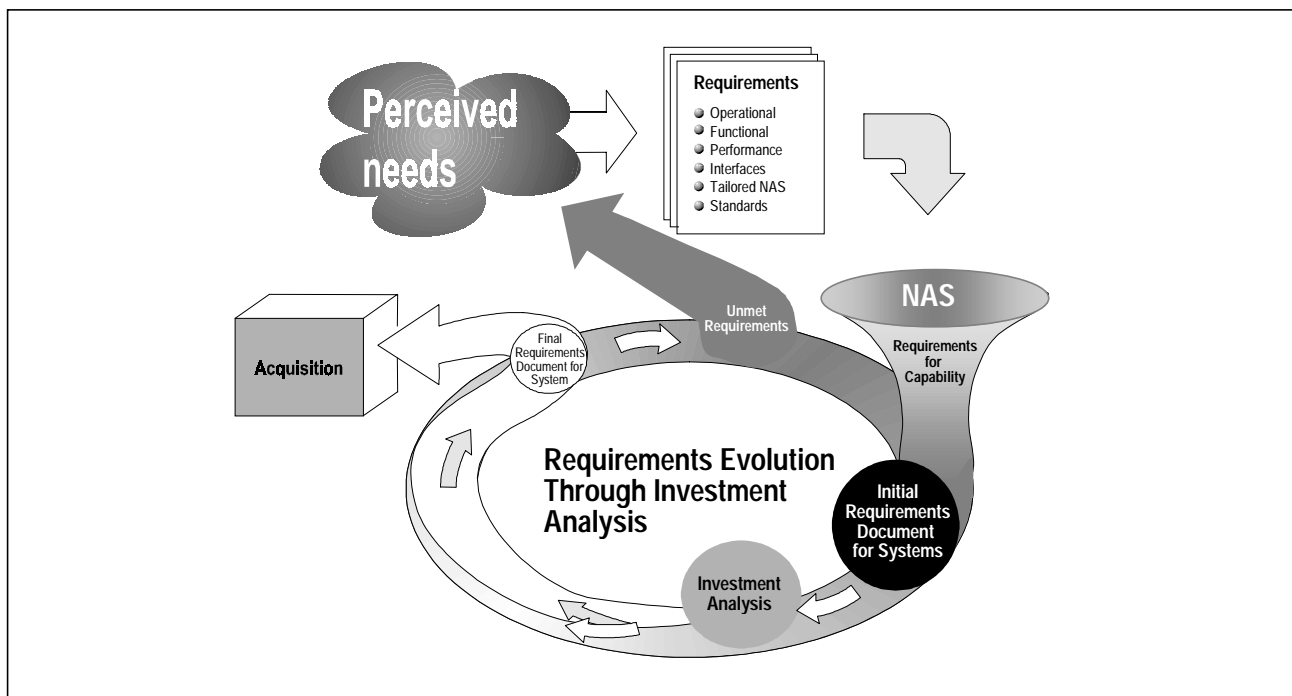 Perceived
needs
Requirements
Operational
Functional
Performance
Interfaces
Tailored NAS
Standards
NAS
Requirements
for
Capability
Unmet
Requirements
Final
Requirements
Document for
System
Acquisition
Requirements Evolution
Through Investment
Analysis
Initial
Requirements
Document
for Systems
Investment
Analysis